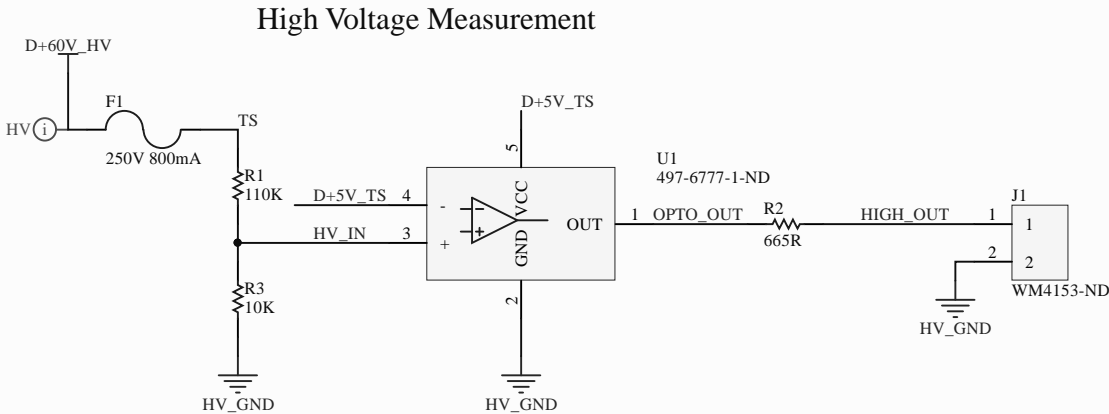 High Voltage Measurement
D+60V_HV
HV
i
F1
250V 800mA
TS
R1
110K
R3
10K
HV_GND
D+5V_TS
4
HV_IN
3
D+5V_TS
5
-
+
VCC
GND
OUT
2
HV_GND
U1
497-6777-1-ND
1
OPTO_OUT
R2
665R
HIGH_OUT
J1
1
1
2
2
WM4153-ND
HV_GND